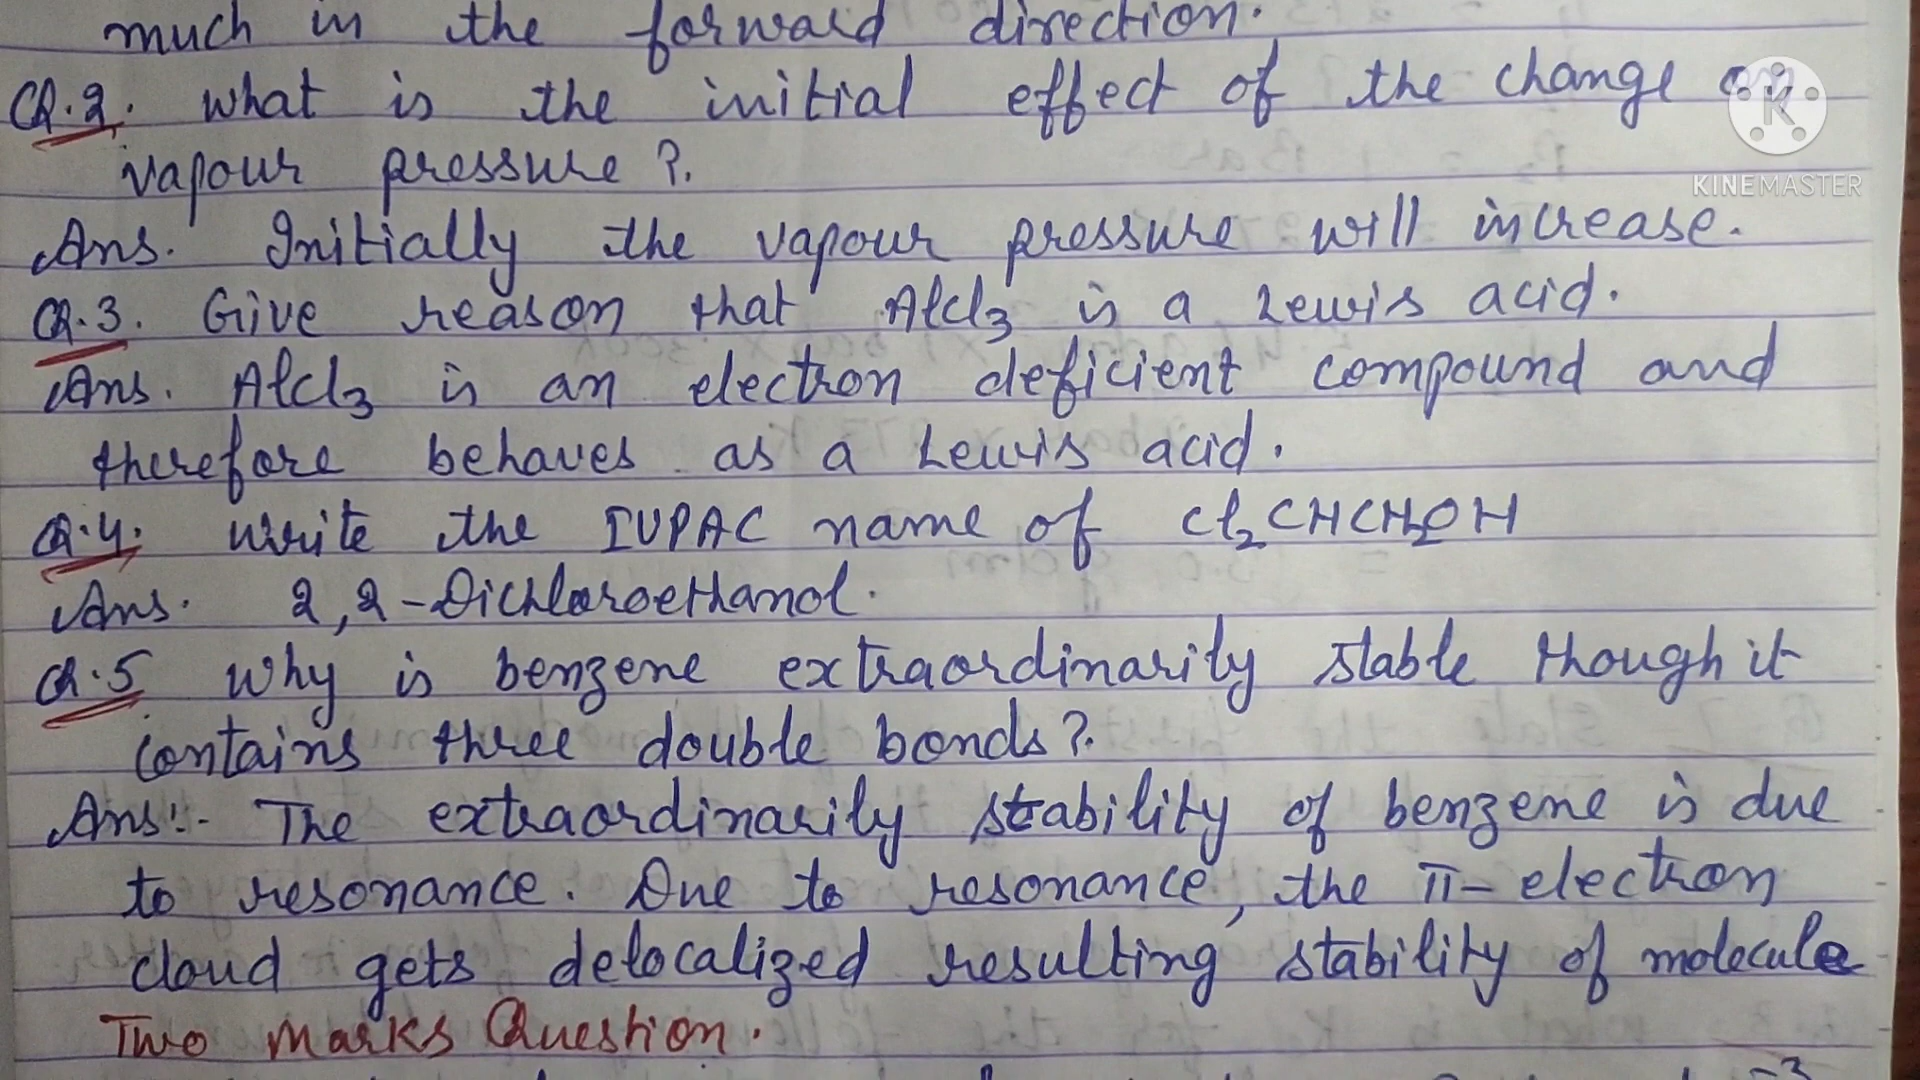 much in the forward direction.
Q.2. what is the initial effect of the change on
vapour pressure?.
Ans. Initially the vapour pressure will increase.
Q.3. Give reason that AlCl3 is a Lewis acid.
Ans. AlCl3 is an electron deficient compound and
therefore behaves as a Lewis acid.
Q.4. Write the IUPAC name of Cl2CHCH2OH
Ans. 2,2-Dichloroethanol.
Q.5 Why is benzene extraordinarily stable though it
contains three double bonds?.
Ans:- The extraordinarily stability of benzene is due
to resonance. Due to resonance, the π-electron
cloud gets delocalized resulting stability of molecule
Two Marks Question.
K
KINEMASTER